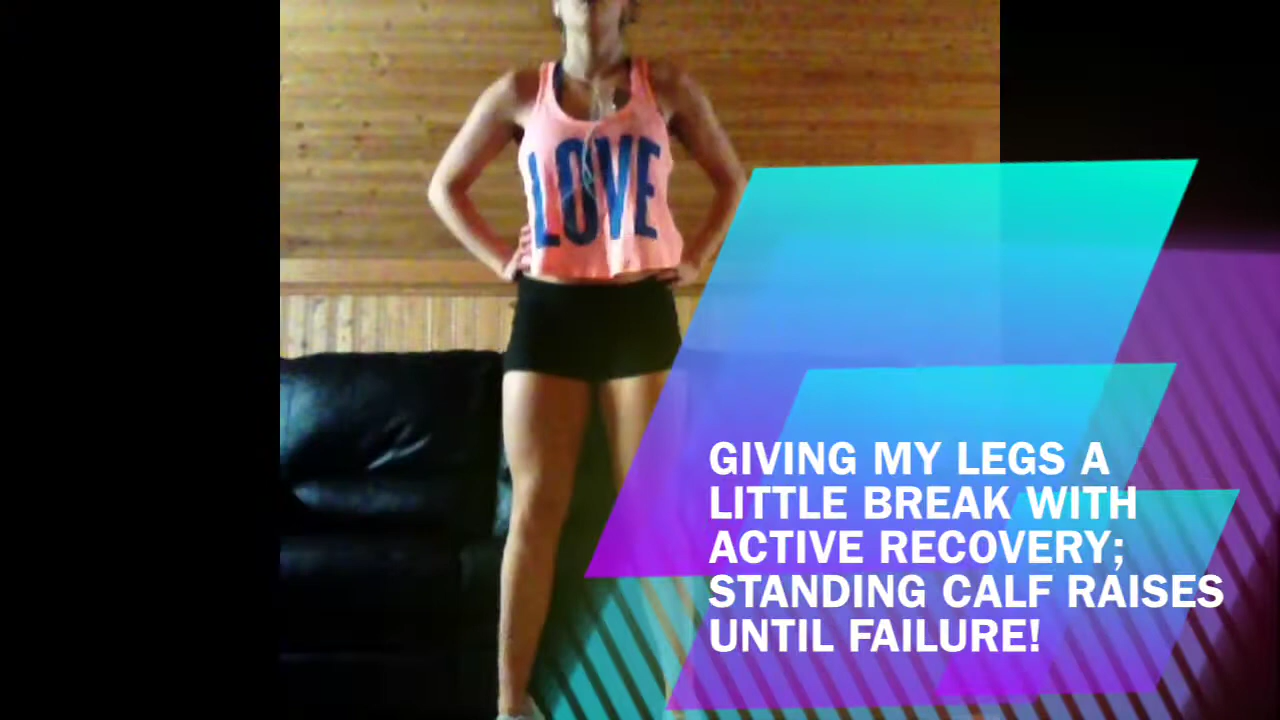 LOVE
GIVING MY LEGS A
LITTLE BREAK WITH
ACTIVE RECOVERY;
STANDING CALF RAISES
UNTIL FAILURE!